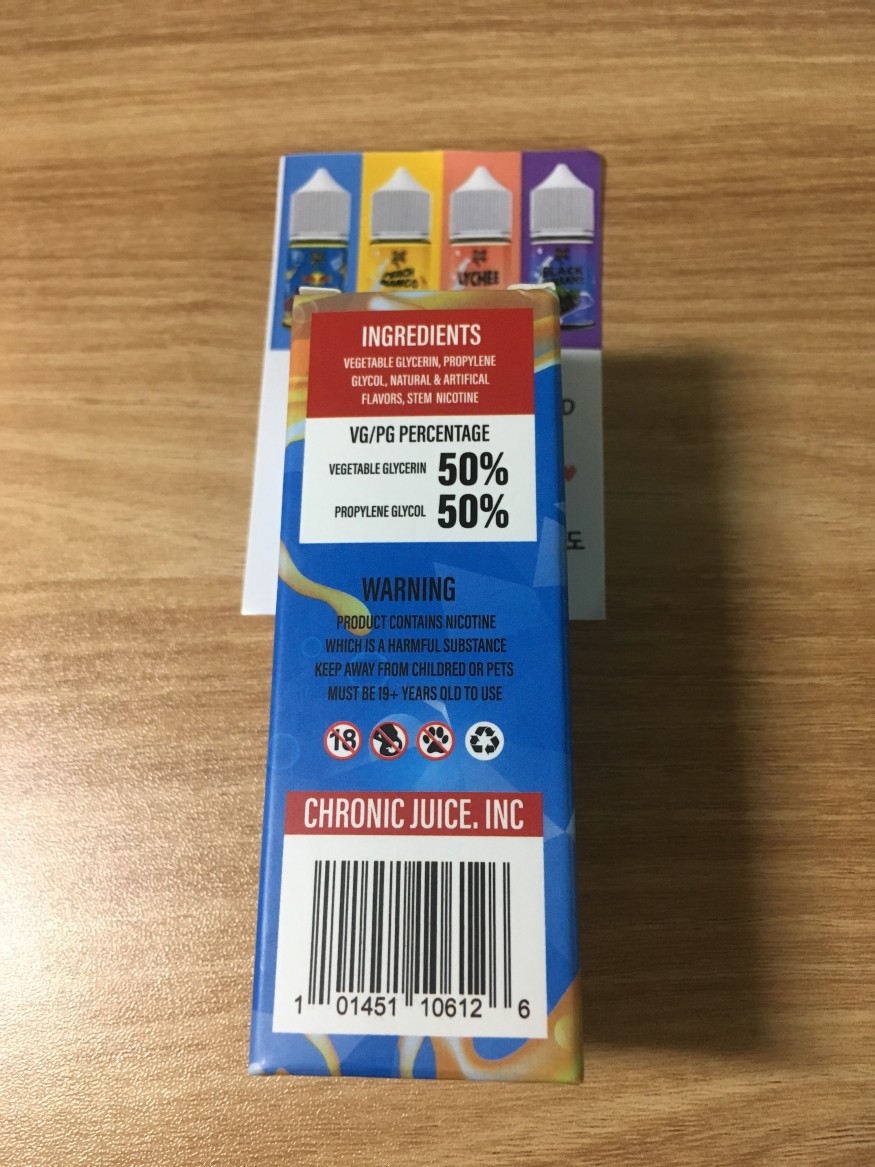 LYCHEE
BLACK
INGREDIENTS
VEGETABLE GLYCERIN, PROPYLENE
GLYCOL, NATURAL & ARTIFICAL
FLAVORS, STEM NICOTINE
VG/PG PERCENTAGE
VEGETABLE GLYCERIN 50%
PROPYLENE GLYCOL 50%
도
WARNING
PRODUCT CONTAINS NICOTINE
WHICH IS A HARMFUL SUBSTANCE
KEEP AWAY FROM CHILDRED OR PETS
MUST BE 19+ YEARS OLD TO USE
18
CHRONIC JUICE. INC
1 01451 10612 6